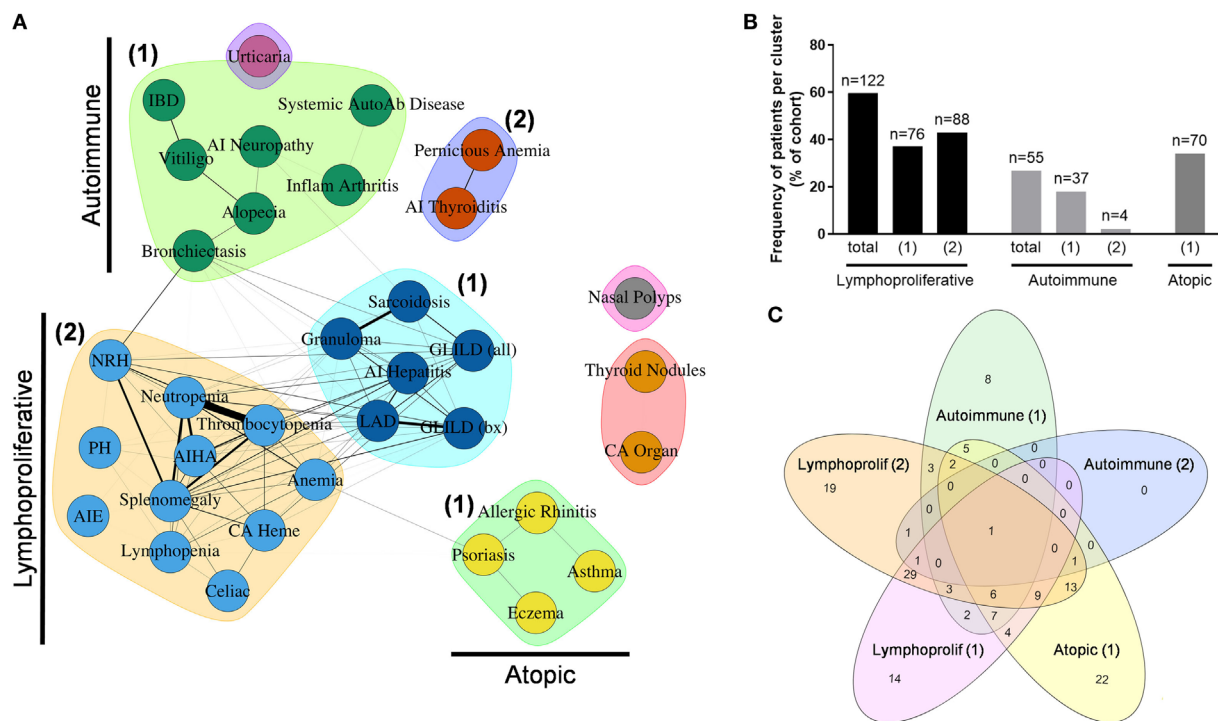 A
Autoimmune
(1)
Urticaria
IBD
Systemic AutoAb Disease
AI Neuropathy
Vitiligo
Inflam Arthritis
Alopecia
Bronchiectasis
(2)
Pernicious Anemia
AI Thyroiditis
Lymphoproliferative
(2)
NRH
Neutropenia
Thrombocytopenia
PH
AIHA
Splenomegaly
Anemia
AIE
CA Heme
Lymphopenia
Celiac
(1)
Sarcoidosis
Granuloma
GLILD (all)
AI Hepatitis
LAD
GLILD (bx)
Nasal Polyps
Thyroid Nodules
CA Organ
(1)
Allergic Rhinitis
Psoriasis
Asthma
Eczema
Atopic
B
Frequency of patients per cluster
(% of cohort)
80
60
40
20
0
n=122
n=76
n=88
n=55
n=37
n=4
n=70
total (1) (2) total (1) (2) (1)
Lymphoproliferative Autoimmune Atopic
C
8
Autoimmune (1)
Lymphoprolif (2)
19
Autoimmune (2)
0
5
0
3 2 0 0
0 0 0
0
0
1
1
0
0
1
0
1
29
3 6 9 13
2 7
4
Lymphoprolif (1)
14
Atopic (1)
22